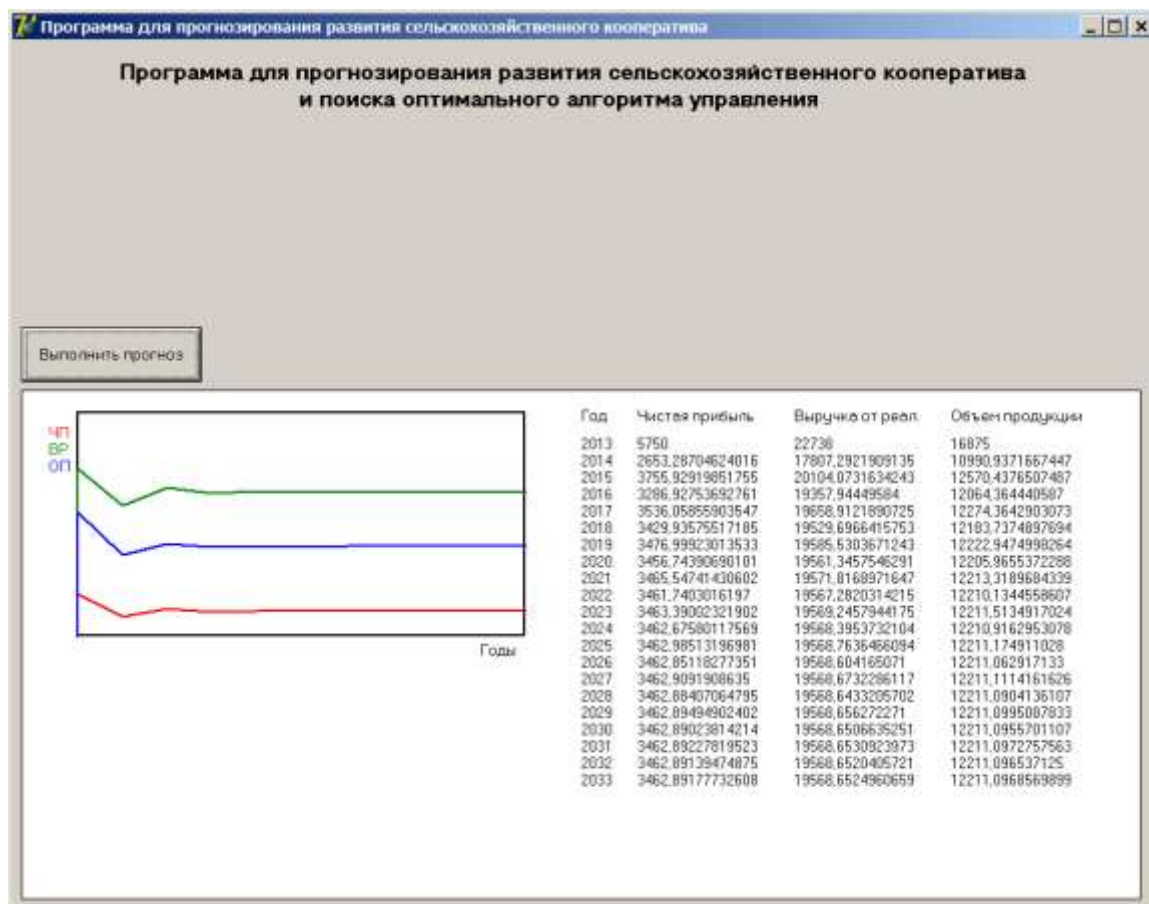 Программа для прогнозирования развития сельскохозяйственного кооператива
Программа для прогнозирования развития сельскохозяйственного кооператива
и поиска оптимального алгоритма управления
Выполнить прогноз
ЧП
ВР
ОП
Годы
Год Чистая прибыль Выручка от реал. Объем продукции
2013 5750 22738 16875
2014 2653,28704624016 17807,2921909135 10990,9371667447
2015 3755,92919851755 20104,0731634243 12570,4376507487
2016 3286,92753692761 19357,94449584 12064,364440587
2017 3536,05855903547 19658,9121890725 12274,3642903073
2018 3429,93575517185 19529,6966415753 12183,7374897694
2019 3476,99923013533 19585,5303671243 12222,9474998264
2020 3456,74390690101 19561,3457546291 12205,9655372288
2021 3465,54741430602 19571,8168971647 12213,3189684339
2022 3461,7403016197 19567,2820314215 12210,1344558607
2023 3463,39002321902 19569,2457944175 12211,5134917024
2024 3462,67580117569 19568,3953732104 12210,9162953078
2025 3462,98513196981 19568,7636466094 12211,174911028
2026 3462,85118277351 19568,604165071 12211,062917133
2027 3462,9091908635 19568,6732286117 12211,1114161626
2028 3462,88407064795 19568,6433205702 12211,0904136107
2029 3462,89494902402 19568,656272271 12211,0995087833
2030 3462,89023814214 19568,6506635251 12211,0955701107
2031 3462,89227819523 19568,6530923973 12211,0972757563
2032 3462,89139474875 19568,6520405721 12211,096537125
2033 3462,89177732608 19568,6524960659 12211,0968569899